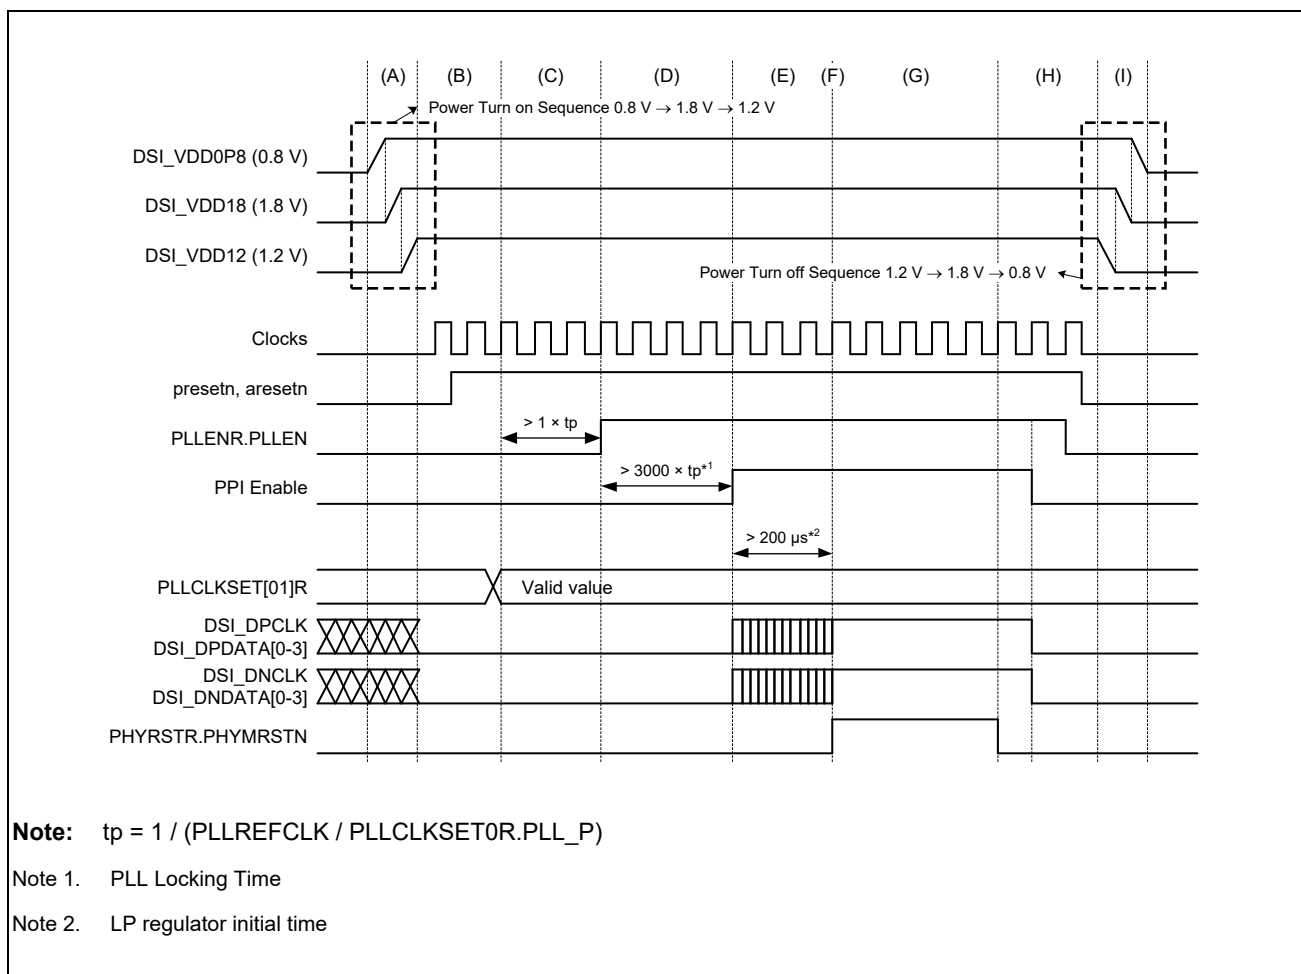 (A) (B) (C) (D) (E) (F) (G) (H) (I)
Power Turn on Sequence 0.8 V → 1.8 V → 1.2 V
DSI_VDD0P8 (0.8 V)
DSI_VDD18 (1.8 V)
DSI_VDD12 (1.2 V)
Power Turn off Sequence 1.2 V → 1.8 V → 0.8 V
Clocks
presetn, aresetn
> 1 × tp
PLLENR.PLLEN
> 3000 × tp*1
PPI Enable
> 200 µs*2
PLLCLKSET[01]R
Valid value
DSI_DPCLK
DSI_DPDATA[0-3]
DSI_DNCLK
DSI_DNDATA[0-3]
PHYRSTR.PHYMRSTN
Note: tp = 1 / (PLLREFCLK / PLLCLKSET0R.PLL_P)
Note 1. PLL Locking Time
Note 2. LP regulator initial time